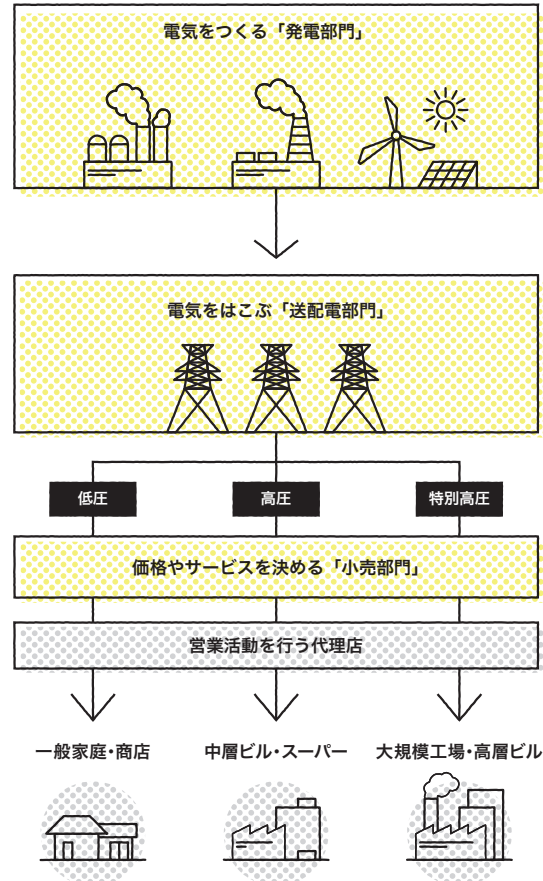 電気をつくる「発電部門」
電気をはこぶ「送配電部門」
低圧
高圧
特別高圧
価格やサービスを決める「小売部門」
営業活動を行う代理店
一般家庭・商店
中層ビル・スーパー
大規模工場・高層ビル